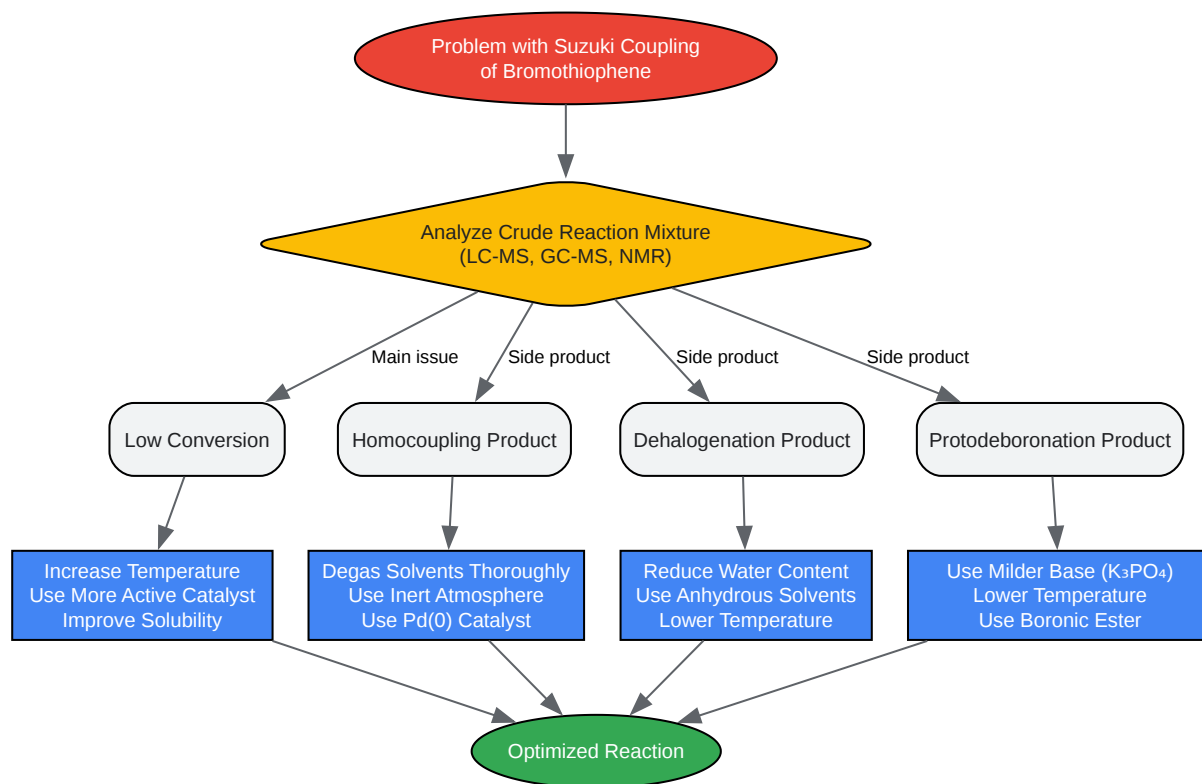 Problem with Suzuki Coupling
of Bromothiophene
Analyze Crude Reaction Mixture
(LC-MS, GC-MS, NMR)
Main issue
Side product
Side product
Side product
Low Conversion
Homocoupling Product
Dehalogenation Product
Protodeboronation Product
Increase Temperature
Use More Active Catalyst
Improve Solubility
Degas Solvents Thoroughly
Use Inert Atmosphere
Use Pd(0) Catalyst
Reduce Water Content
Use Anhydrous Solvents
Lower Temperature
Use Milder Base (K₃PO₄)
Lower Temperature
Use Boronic Ester
Optimized Reaction